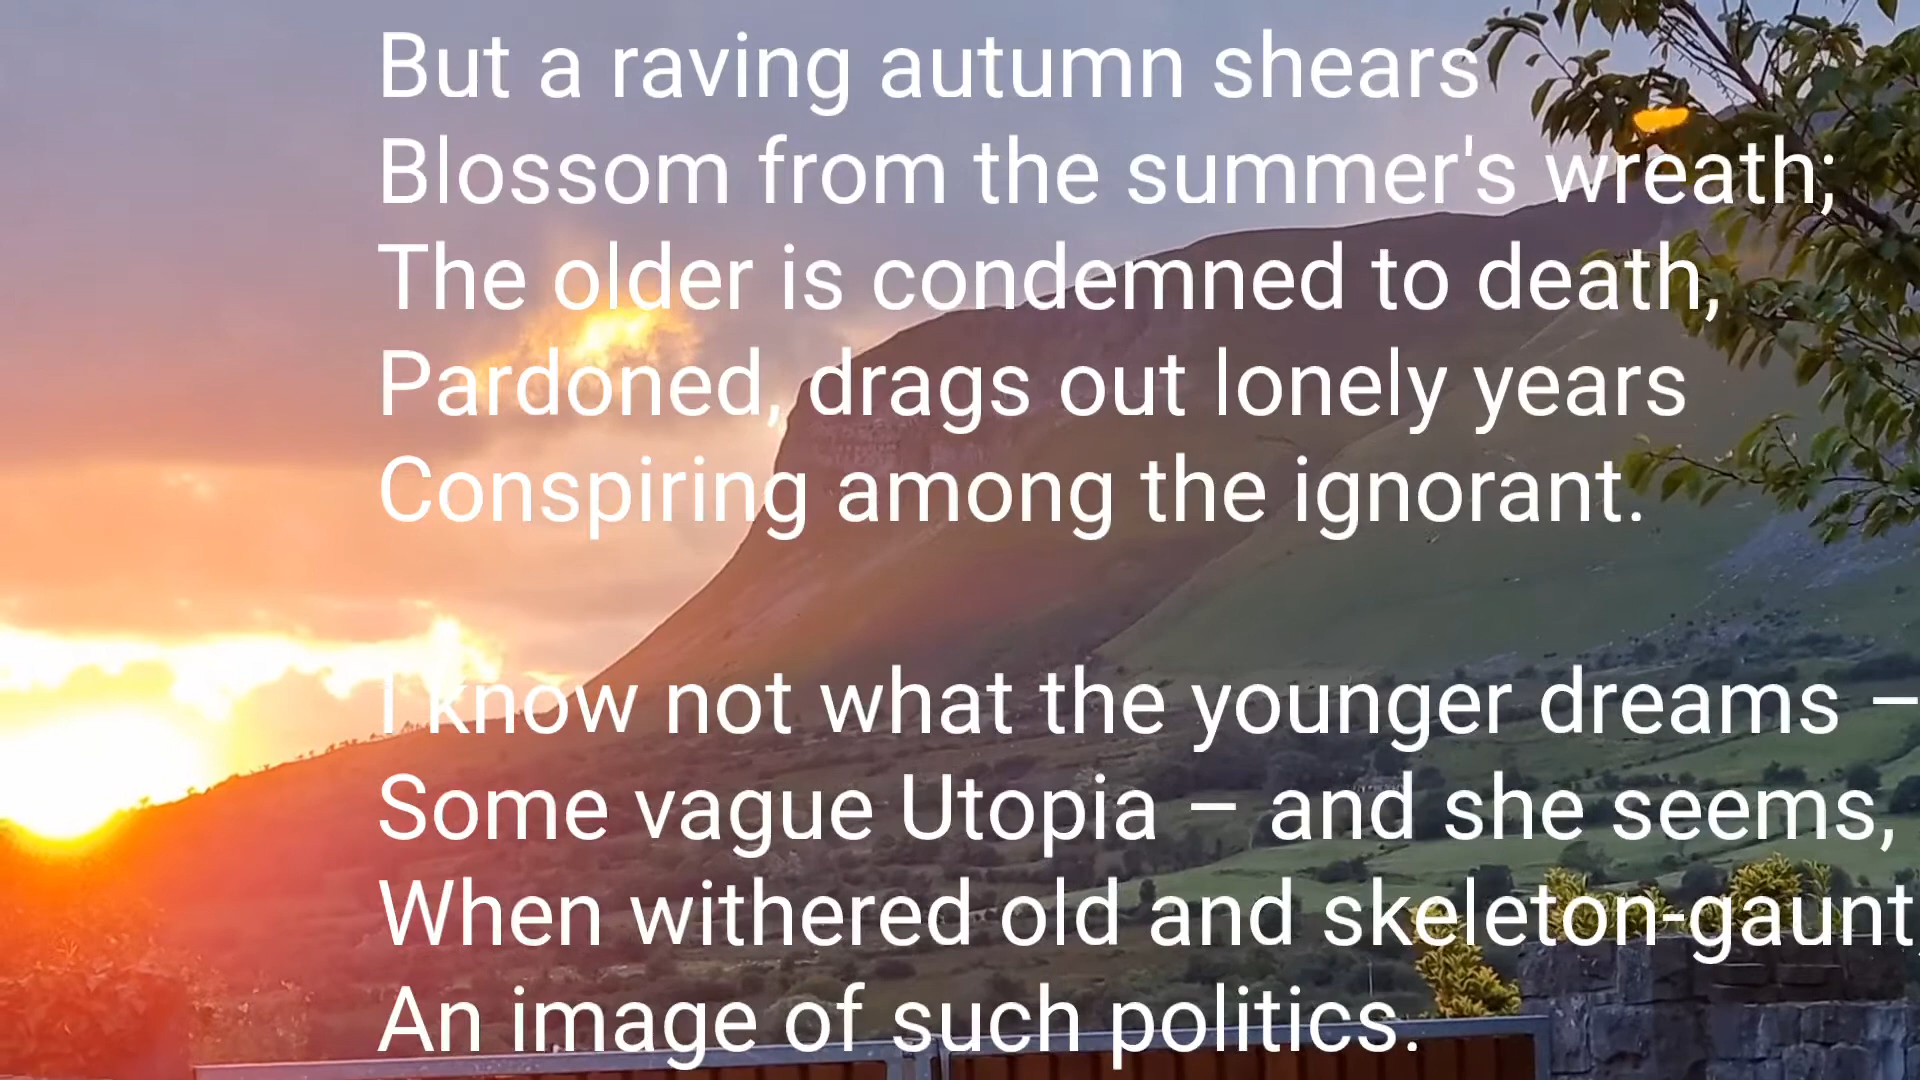 But a raving autumn shears
Blossom from the summer's wreath;
The older is condemned to death,
Pardoned, drags out lonely years
Conspiring among the ignorant.
I know not what the younger dreams –
Some vague Utopia – and she seems,
When withered old and skeleton-gaunt,
An image of such politics.